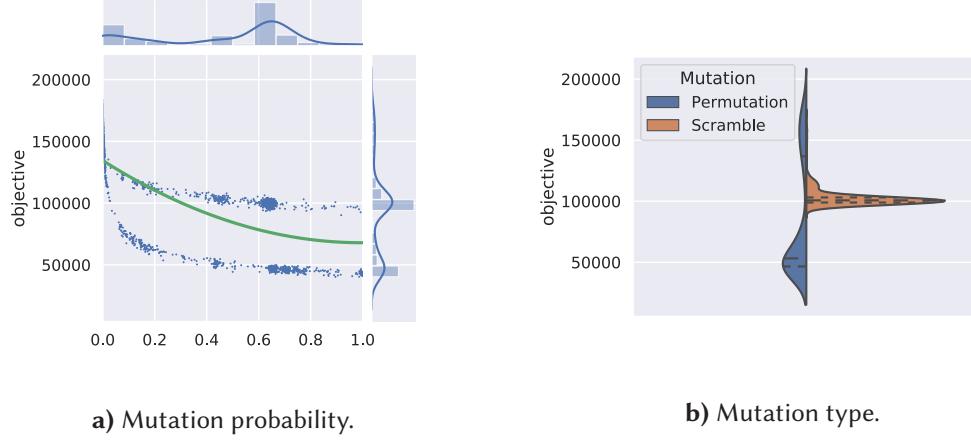 200000
150000
100000
50000
objective
0.0 0.2 0.4 0.6 0.8 1.0
a) Mutation probability.
200000
150000
100000
50000
objective
Mutation
Permutation
Scramble
b) Mutation type.